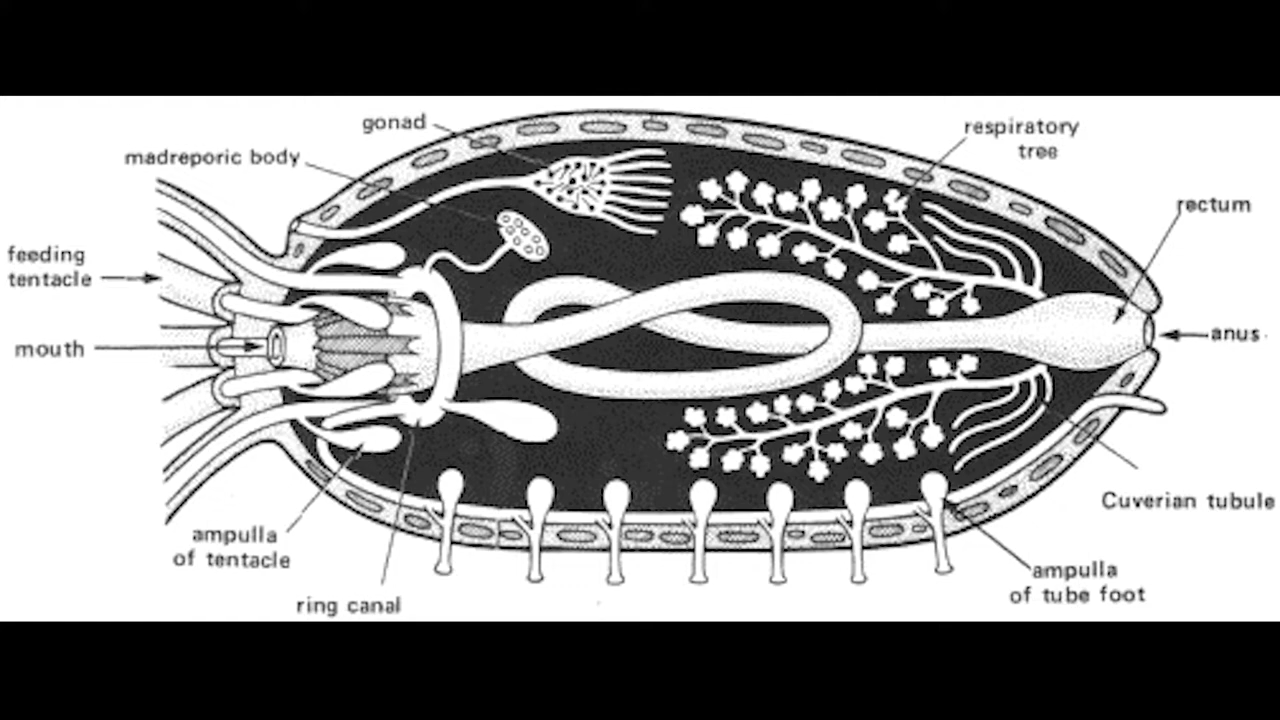 gonad
madreporic body
respiratory
tree
rectum
feeding
tentacle
mouth
anus
Cuverian tubule
ampulla
of tentacle
ring canal
ampulla
of tube foot